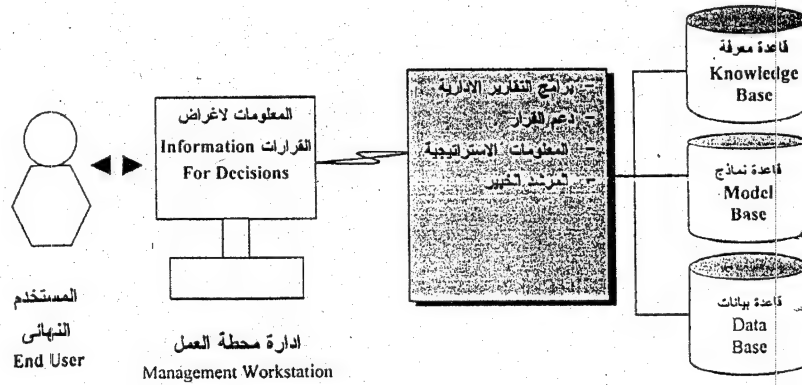 المستخدم
النهائى
End User
المعلومات لاغراض
القرارات Information
For Decisions
ادارة محطة العمل
Management Workstation
- برامج التقارير الادارية
- دعم القرار
- المعلومات الاستراتيجية
- المرشد الخبير
قاعدة معرفة
Knowledge
Base
قاعدة نماذج
Model
Base
قاعدة بيانات
Data
Base